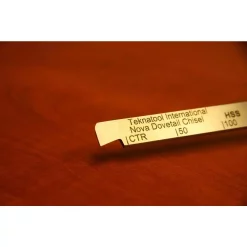 Teknatool International
Nova Dovetail Chisel HSS
|CTR |50 |100